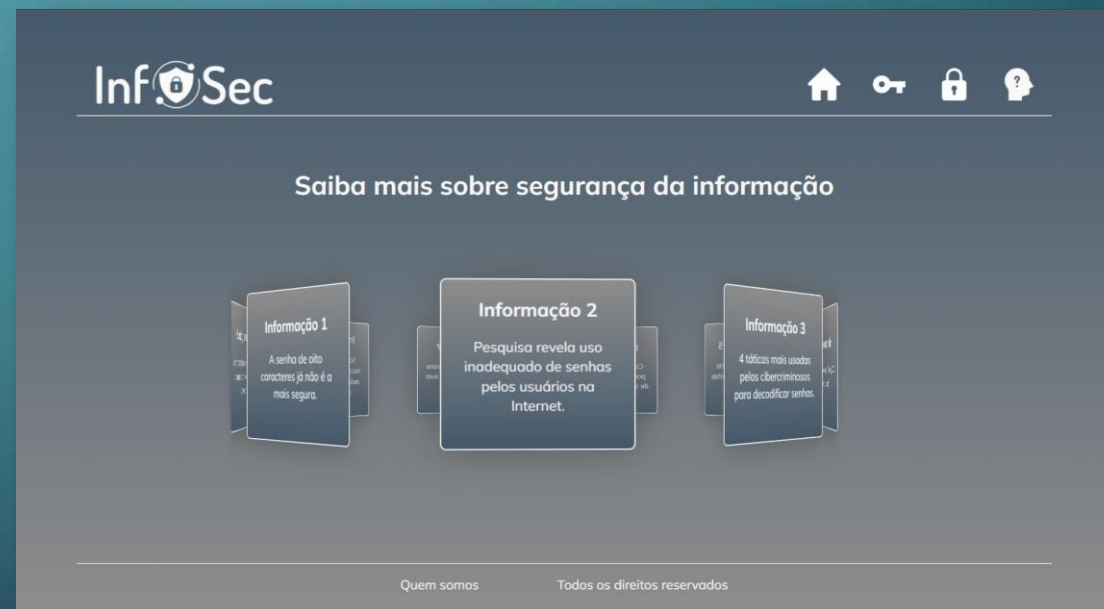 InfoSec
Saiba mais sobre segurança da informação
Informação 1
A senha de oito
caracteres já não é a
mais segura.
Informação 2
Pesquisa revela uso
inadequado de senhas
pelos usuários na
Internet.
Informação 3
4 táticas mais usadas
pelos cibercriminosos
para decodificar senhas.
Quem somos
Todos os direitos reservados